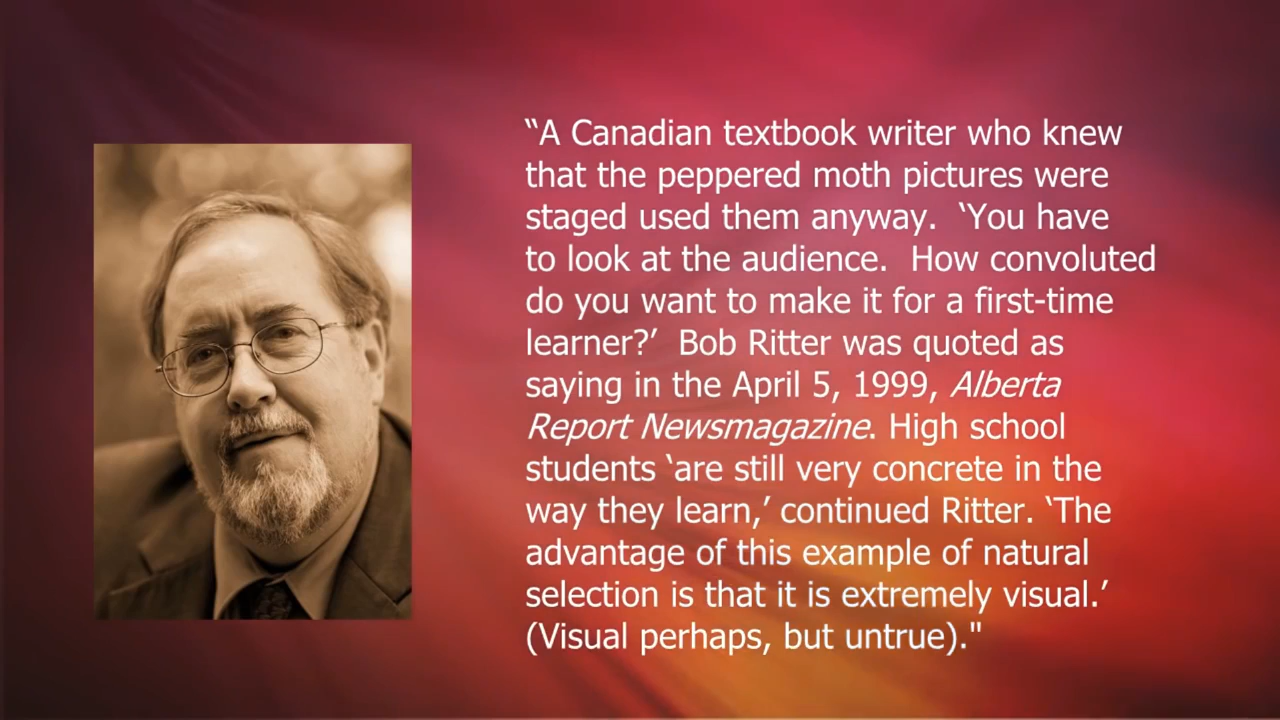 “A Canadian textbook writer who knew
that the peppered moth pictures were
staged used them anyway.  ‘You have
to look at the audience.  How convoluted
do you want to make it for a first-time
learner?’  Bob Ritter was quoted as
saying in the April 5, 1999, Alberta
Report Newsmagazine. High school
students ‘are still very concrete in the
way they learn,’ continued Ritter. ‘The
advantage of this example of natural
selection is that it is extremely visual.’
(Visual perhaps, but untrue)."